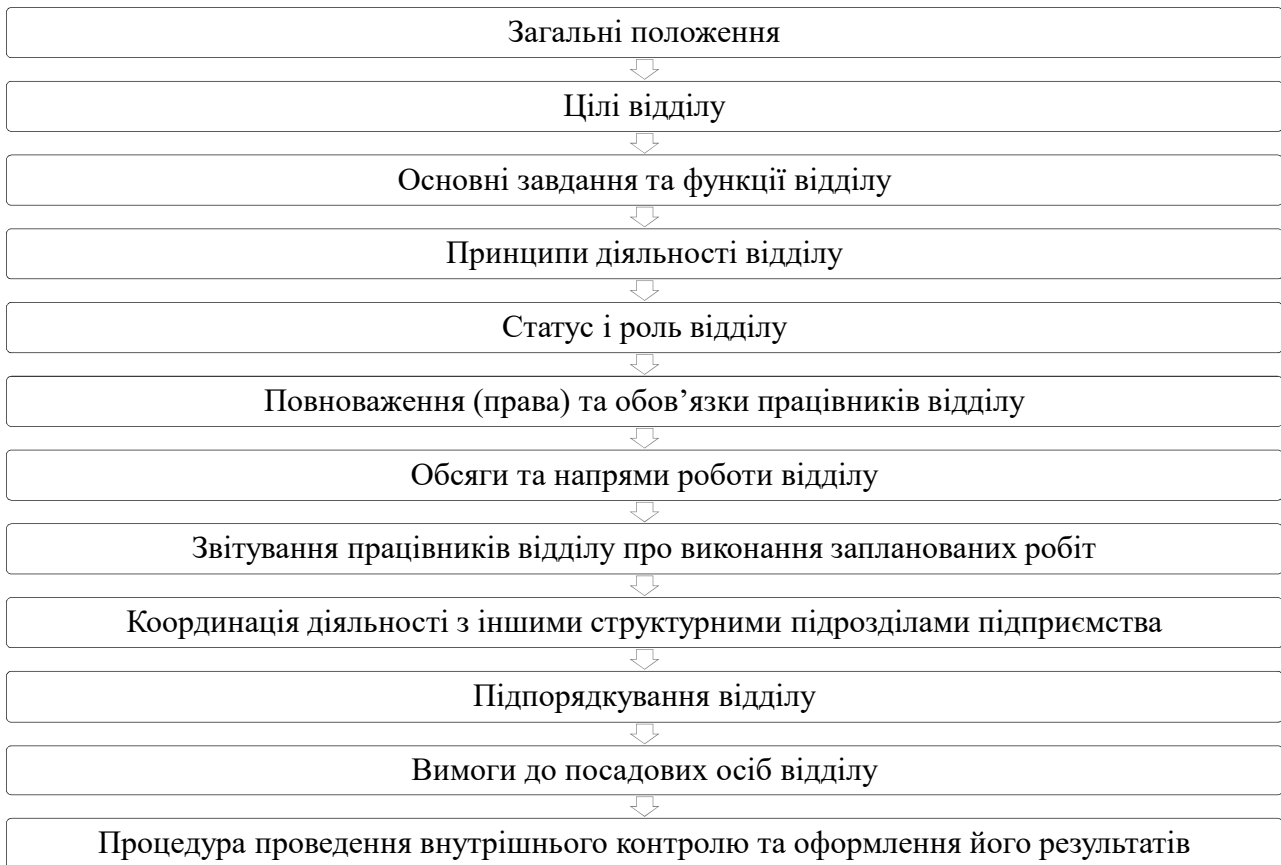 Загальні положення
Цілі відділу
Основні завдання та функції відділу
Принципи діяльності відділу
Статус і роль відділу
Повноваження (права) та обов’язки працівників відділу
Обсяги та напрями роботи відділу
Звітування працівників відділу про виконання запланованих робіт
Координація діяльності з іншими структурними підрозділами підприємства
Підпорядкування відділу
Вимоги до посадових осіб відділу
Процедура проведення внутрішнього контролю та оформлення його результатів